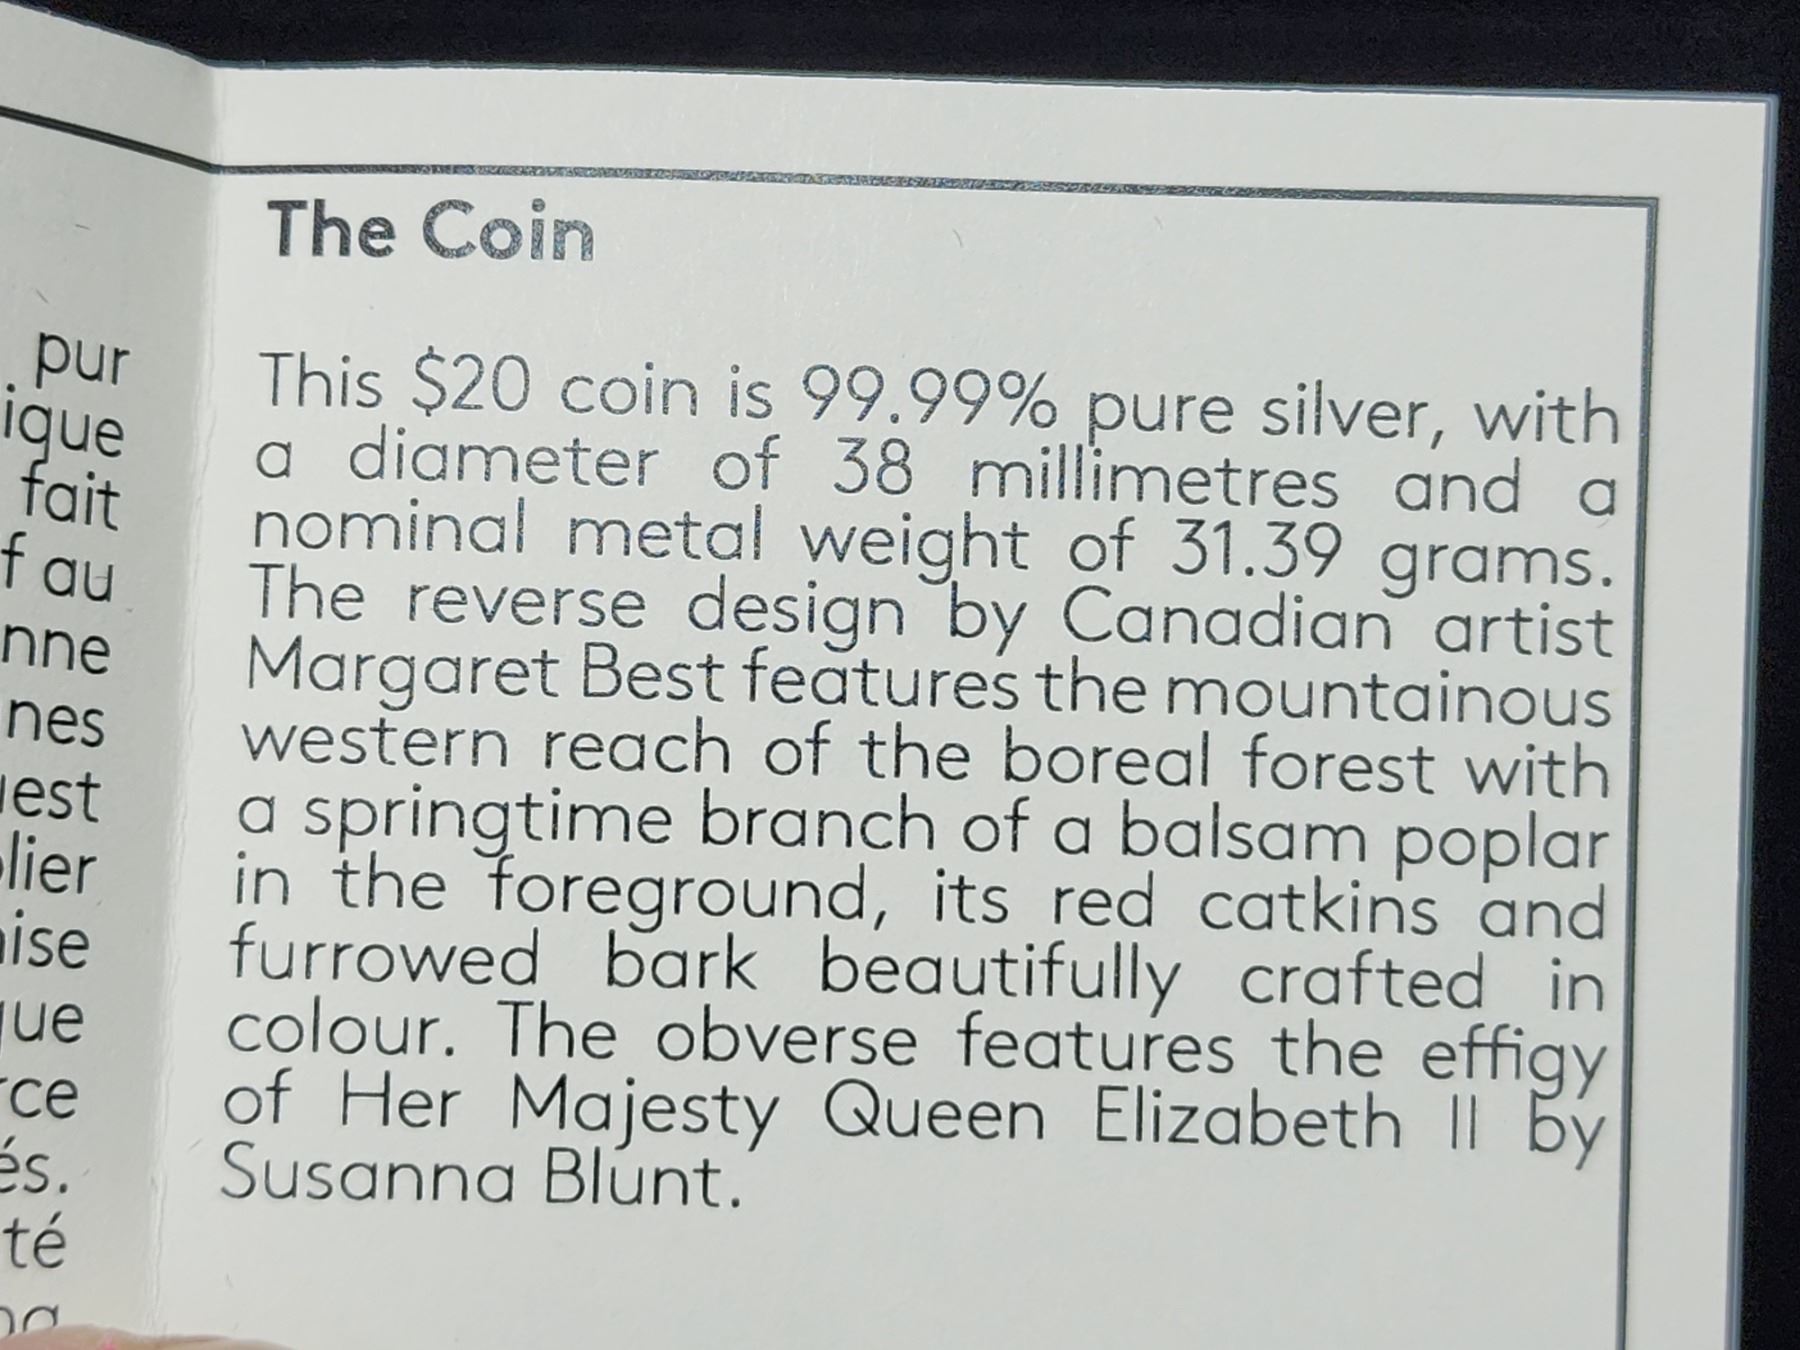 pur
ique
fait
f au
nne
nes
uest
lier
aise
que
rce
és.
té
The Coin
This $20 coin is 99.99% pure silver, with
a diameter of 38 millimetres and a
nominal metal weight of 31.39 grams.
The reverse design by Canadian artist
Margaret Best features the mountainous
western reach of the boreal forest with
a springtime branch of a balsam poplar
in the foreground, its red catkins and
furrowed bark beautifully crafted in
colour. The obverse features the effigy
of Her Majesty Queen Elizabeth II by
Susanna Blunt.